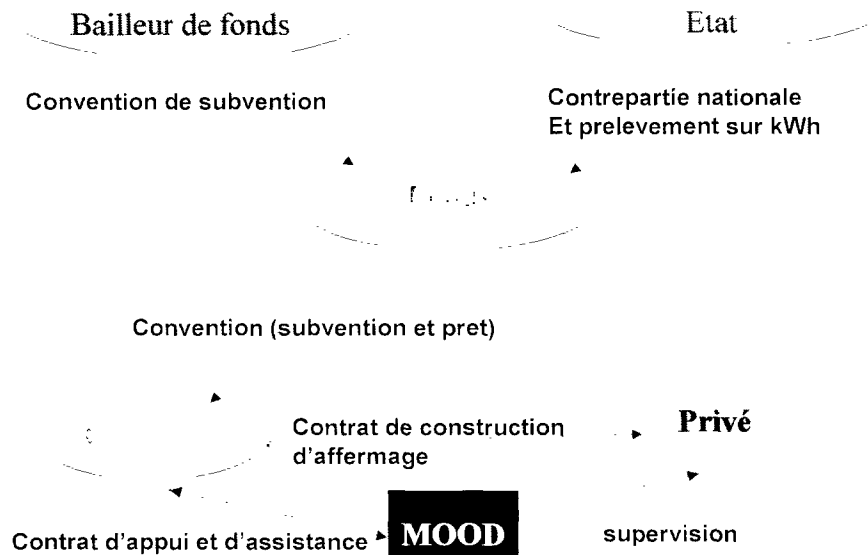 Bailleur de fonds
Etat
Convention de subvention
Contrepartie nationale
Et prelevement sur kWh
Convention (subvention et pret)
Contrat de construction
d'affermage
Privé
Contrat d'appui et d'assistance
MOOD
supervision